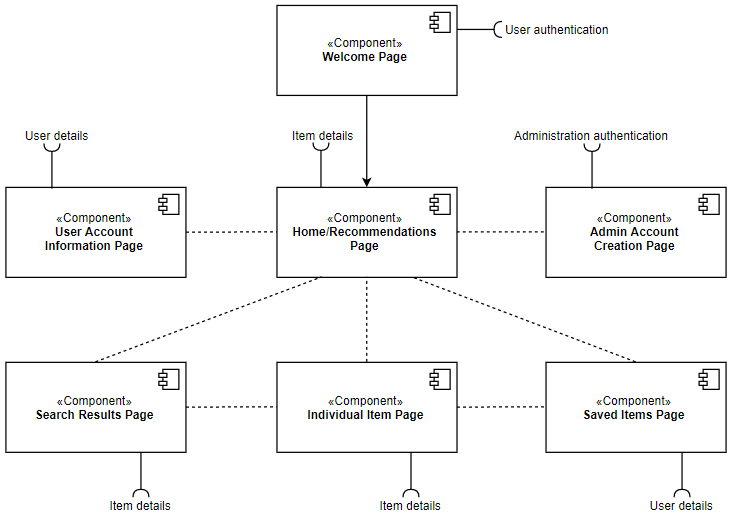 «Component»
Welcome Page
User authentication
User details
Item details
Administration authentication
«Component»
User Account
Information Page
«Component»
Home/Recommendations
Page
«Component»
Admin Account
Creation Page
«Component»
Search Results Page
«Component»
Individual Item Page
«Component»
Saved Items Page
Item details
Item details
User details